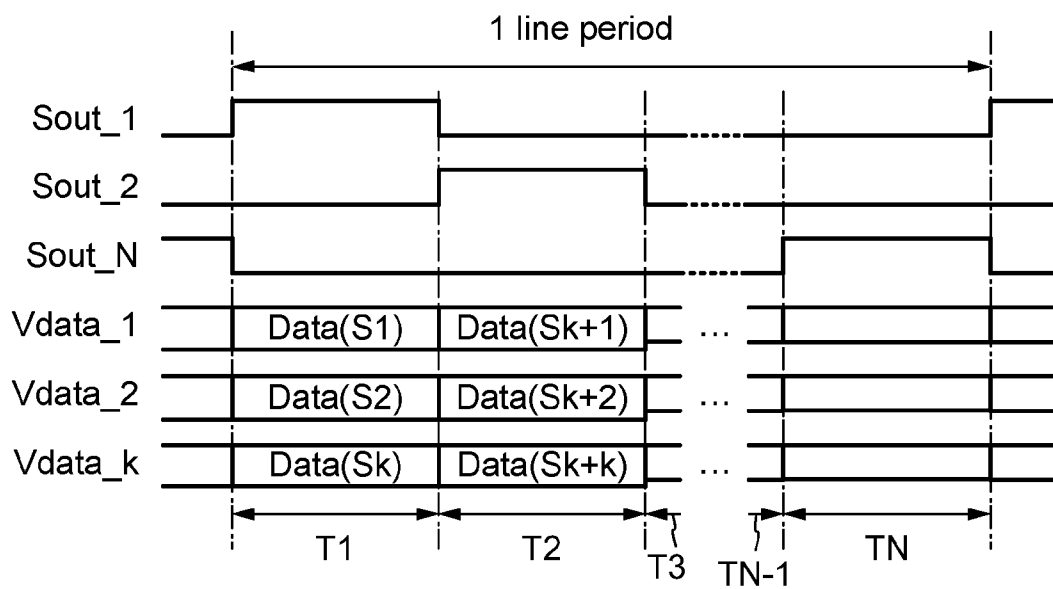 1 line period
Sout_1
Sout_2
Sout_N
Vdata_1 Data(S1) Data(Sk+1) ...
Vdata_2 Data(S2) Data(Sk+2) ...
Vdata_k Data(Sk) Data(Sk+k) ...
T1 T2 T3 TN-1 TN